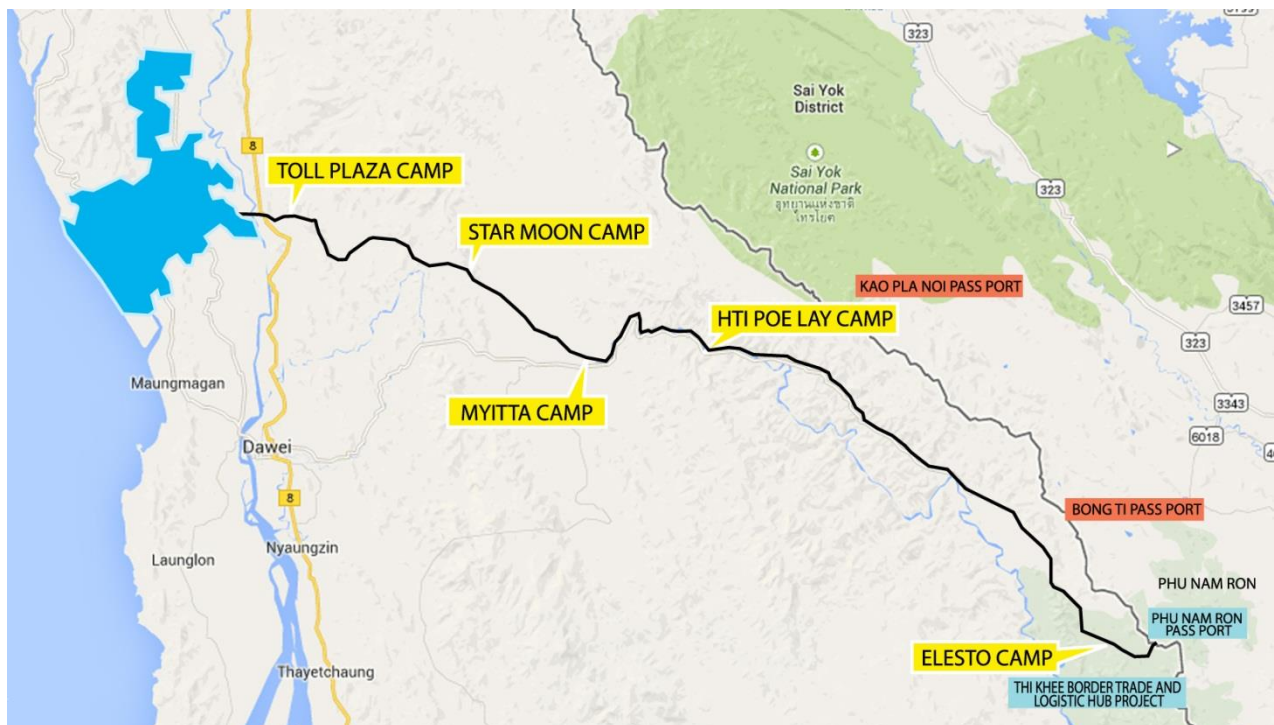 323
3199
Sai Yok
District
8
TOLL PLAZA CAMP
Sai Yok
National Park
อุทยานแห่งชาติ
ไทรโยค
323
STAR MOON CAMP
KAO PLA NOI PASS PORT
3457
HTI POE LAY CAMP
323
Maungmagan
3343
MYITTA CAMP
6018
Dawei
8
BONG TI PASS PORT
Nyaungzin
Launglon
PHU NAM RON
PHU NAM RON
PASS PORT
ELESTO CAMP
Thayetchaung
THI KHEE BORDER TRADE AND
LOGISTIC HUB PROJECT